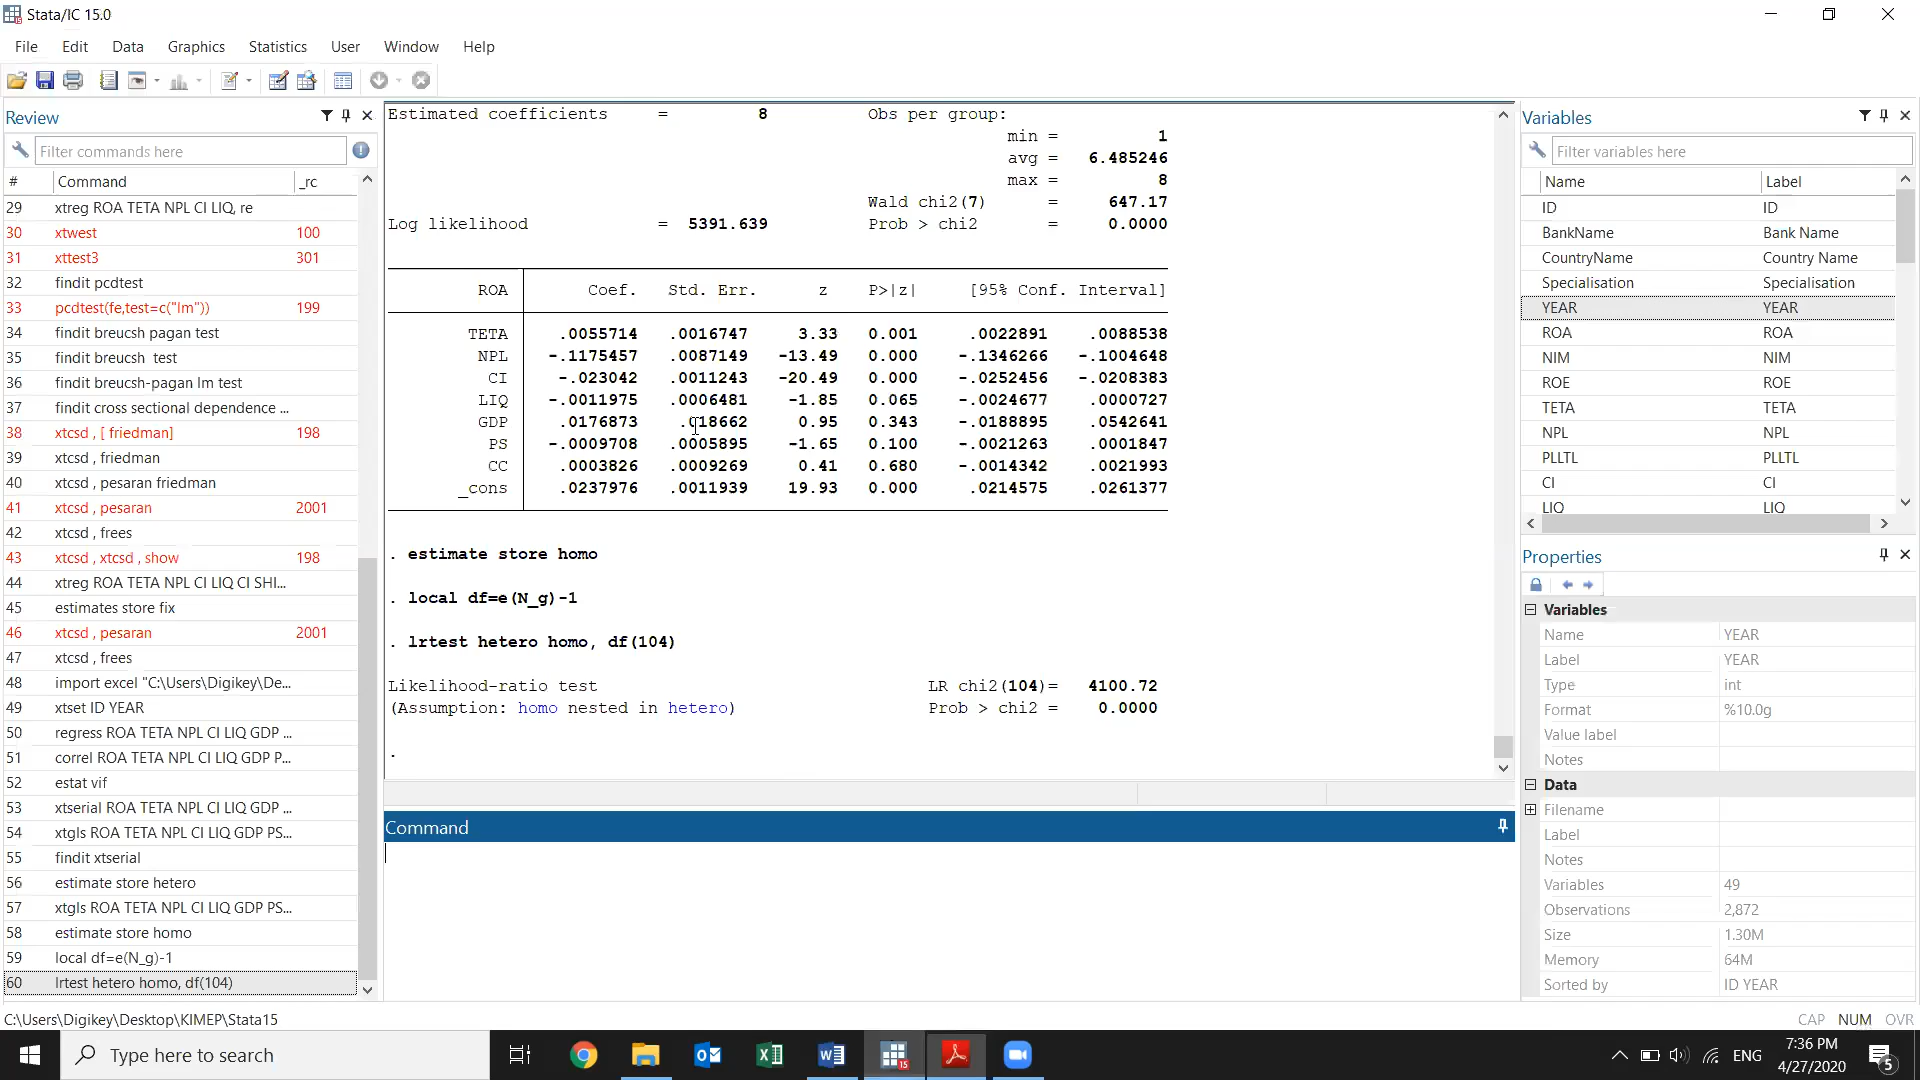 Stata/IC 15.0
File Edit Data Graphics Statistics User Window Help
Review
Filter commands here
# Command _rc
29 xtreg ROA TETA NPL CI LIQ, re
30 xtwest 100
31 xttest3 301
32 findit pcdtest
33 pcdtest(fe,test=c("lm")) 199
34 findit breucsh pagan test
35 findit breucsh  test
36 findit breucsh-pagan lm test
37 findit cross sectional dependence ...
38 xtcsd , [ friedman] 198
39 xtcsd , friedman
40 xtcsd , pesaran friedman
41 xtcsd , pesaran 2001
42 xtcsd , frees
43 xtcsd , xtcsd , show 198
44 xtreg ROA TETA NPL CI LIQ CI SHI...
45 estimates store fix
46 xtcsd , pesaran 2001
47 xtcsd , frees
48 import excel "C:\Users\Digikey\De...
49 xtset ID YEAR
50 regress ROA TETA NPL CI LIQ GDP ...
51 correl ROA TETA NPL CI LIQ GDP P...
52 estat vif
53 xtserial ROA TETA NPL CI LIQ GDP ...
54 xtgls ROA TETA NPL CI LIQ GDP PS...
55 findit xtserial
56 estimate store hetero
57 xtgls ROA TETA NPL CI LIQ GDP PS...
58 estimate store homo
59 local df=e(N_g)-1
60 lrtest hetero homo, df(104)
Estimated coefficients = 8 Obs per group:
min = 1
avg = 6.485246
max = 8
Wald chi2(7) = 647.17
Log likelihood = 5391.639 Prob > chi2 = 0.0000
ROA Coef. Std. Err. z P>|z| [95% Conf. Interval]
TETA .0055714 .0016747 3.33 0.001 .0022891 .0088538
NPL -.1175457 .0087149 -13.49 0.000 -.1346266 -.1004648
CI -.023042 .0011243 -20.49 0.000 -.0252456 -.0208383
LIQ -.0011975 .0006481 -1.85 0.065 -.0024677 .0000727
GDP .0176873 .018662 0.95 0.343 -.0188895 .0542641
PS -.0009708 .0005895 -1.65 0.100 -.0021263 .0001847
CC .0003826 .0009269 0.41 0.680 -.0014342 .0021993
_cons .0237976 .0011939 19.93 0.000 .0214575 .0261377
. estimate store homo
. local df=e(N_g)-1
. lrtest hetero homo, df(104)
Likelihood-ratio test LR chi2(104)= 4100.72
(Assumption: homo nested in hetero) Prob > chi2 = 0.0000
.
Command
Variables
Filter variables here
Name Label
ID ID
BankName Bank Name
CountryName Country Name
Specialisation Specialisation
YEAR YEAR
ROA ROA
NIM NIM
ROE ROE
TETA TETA
NPL NPL
PLLTL PLLTL
CI CI
LIQ LIQ
Properties
Variables
Name YEAR
Label YEAR
Type int
Format %10.0g
Value label
Notes
Data
Filename
Label
Notes
Variables 49
Observations 2,872
Size 1.30M
Memory 64M
Sorted by ID YEAR
C:\Users\Digikey\Desktop\KIMEP\Stata15
CAP NUM OVR
Type here to search
ENG
7:36 PM
4/27/2020
5